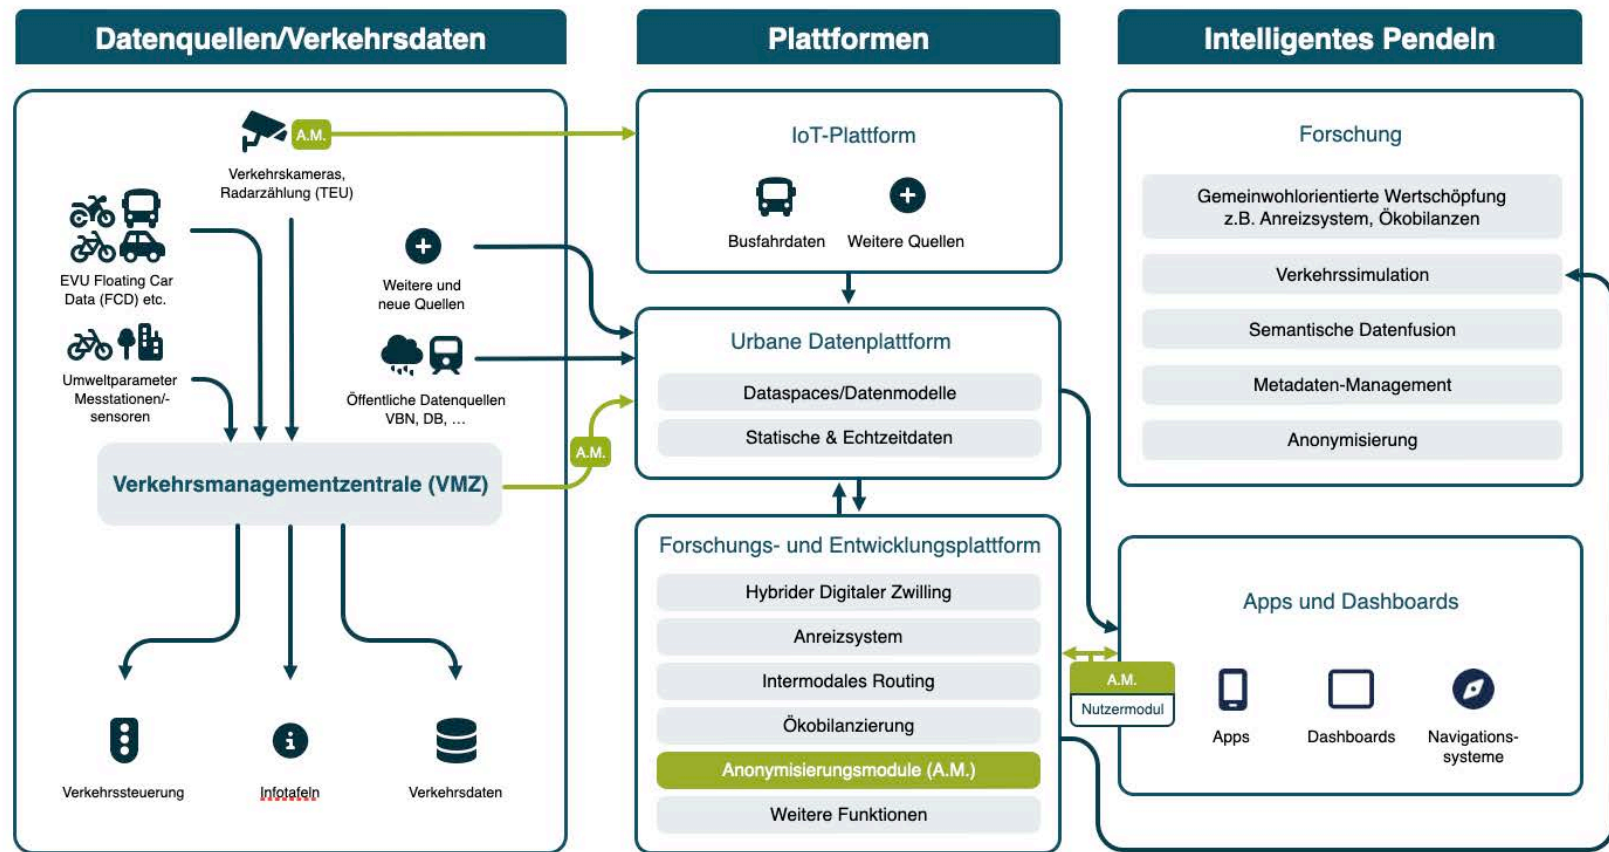 Datenquellen/Verkehrsdaten
A.M.
Verkehrskameras,
Radarzählung (TEU)
EVU Floating Car
Data (FCD) etc.
Weitere und
neue Quellen
Umweltparameter
Messtationen/-
sensoren
Öffentliche Datenquellen
VBN, DB, ...
A.M.
Verkehrsmanagementzentrale (VMZ)
Verkehrssteuerung
Infotafeln
Verkehrsdaten
Plattformen
IoT-Plattform
Busfahrdaten
Weitere Quellen
Urbane Datenplattform
Dataspaces/Datenmodelle
Statische & Echtzeitdaten
Forschungs- und Entwicklungsplattform
Hybrider Digitaler Zwilling
Anreizsystem
Intermodales Routing
Ökobilanzierung
Anonymisierungsmodule (A.M.)
Weitere Funktionen
A.M.
Nutzermodul
Intelligentes Pendeln
Forschung
Gemeinwohlorientierte Wertschöpfung
z.B. Anreizsystem, Ökobilanzen
Verkehrssimulation
Semantische Datenfusion
Metadaten-Management
Anonymisierung
Apps und Dashboards
Apps
Dashboards
Navigations-
systeme